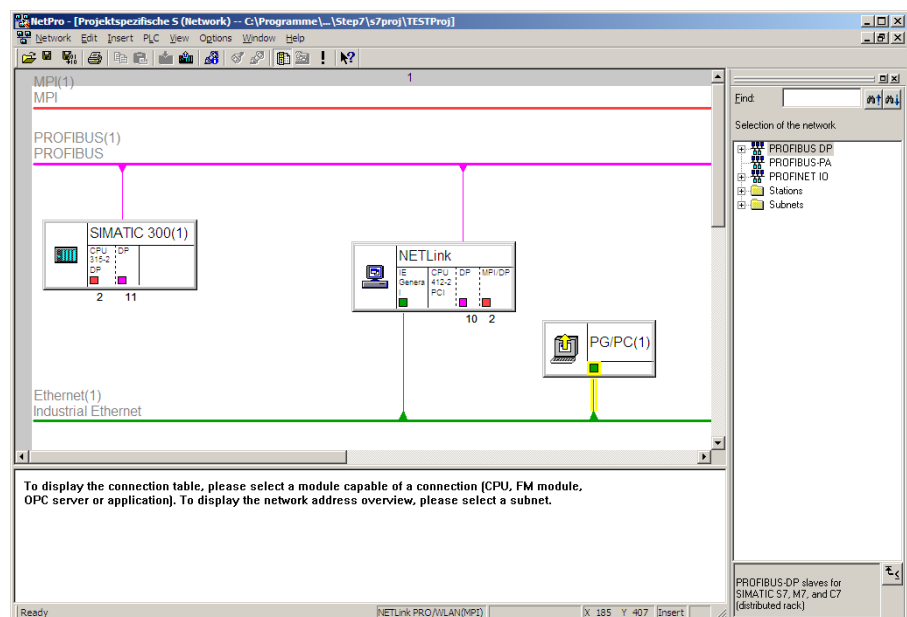 NetPro - [Projektspezifische S (Network) -- C:\Programme\...\Step7\s7proj\TESTProj]
Network Edit Insert PLC View Options Window Help
1
MPI(1)
MPI
PROFIBUS(1)
PROFIBUS
SIMATIC 300(1)
CPU
315-2
DP
DP
2 11
NETLink
IE
Genera
l
CPU
412-2
PCI
DP
MPI/DP
10 2
PG/PC(1)
Ethernet(1)
Industrial Ethernet
Find:
Selection of the network
PROFIBUS DP
PROFIBUS-PA
PROFINET IO
Stations
Subnets
To display the connection table, please select a module capable of a connection (CPU, FM module,
OPC server or application). To display the network address overview, please select a subnet.
PROFIBUS-DP slaves for
SIMATIC S7, M7, and C7
(distributed rack)
Ready
NETLink PRO/WLAN(MPI)
X 185 Y 407
Insert